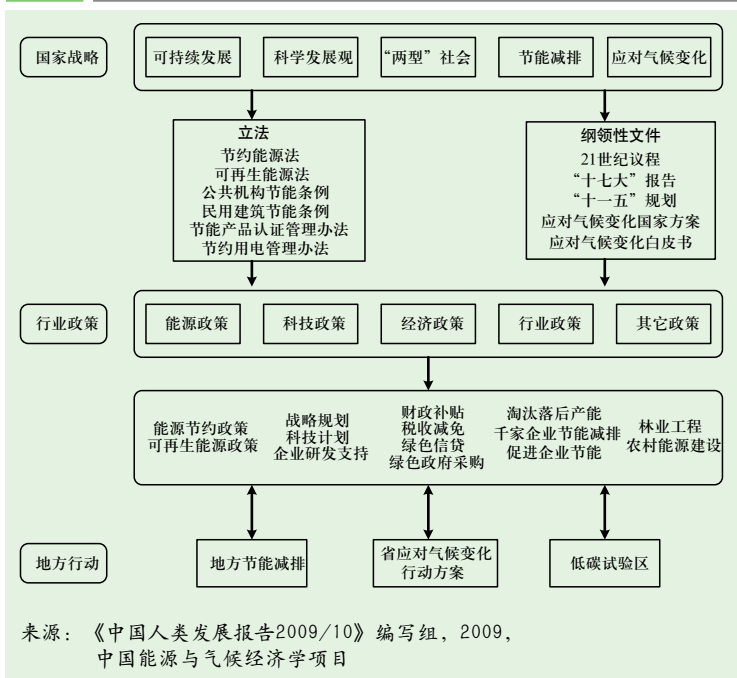 国家战略
可持续发展
科学发展观
“两型”社会
节能减排
应对气候变化
立法
节约能源法
可再生能源法
公共机构节能条例
民用建筑节能条例
节能产品认证管理办法
节约用电管理办法
纲领性文件
21世纪议程
“十七大”报告
“十一五”规划
应对气候变化国家方案
应对气候变化白皮书
行业政策
能源政策
科技政策
经济政策
行业政策
其它政策
能源节约政策
可再生能源政策
战略规划
科技计划
企业研发支持
财政补贴
税收减免
绿色信贷
绿色政府采购
淘汰落后产能
千家企业节能减排
促进企业节能
林业工程
农村能源建设
地方行动
地方节能减排
省应对气候变化
行动方案
低碳试验区
来源：《中国人类发展报告2009/10》编写组，2009，
中国能源与气候经济学项目